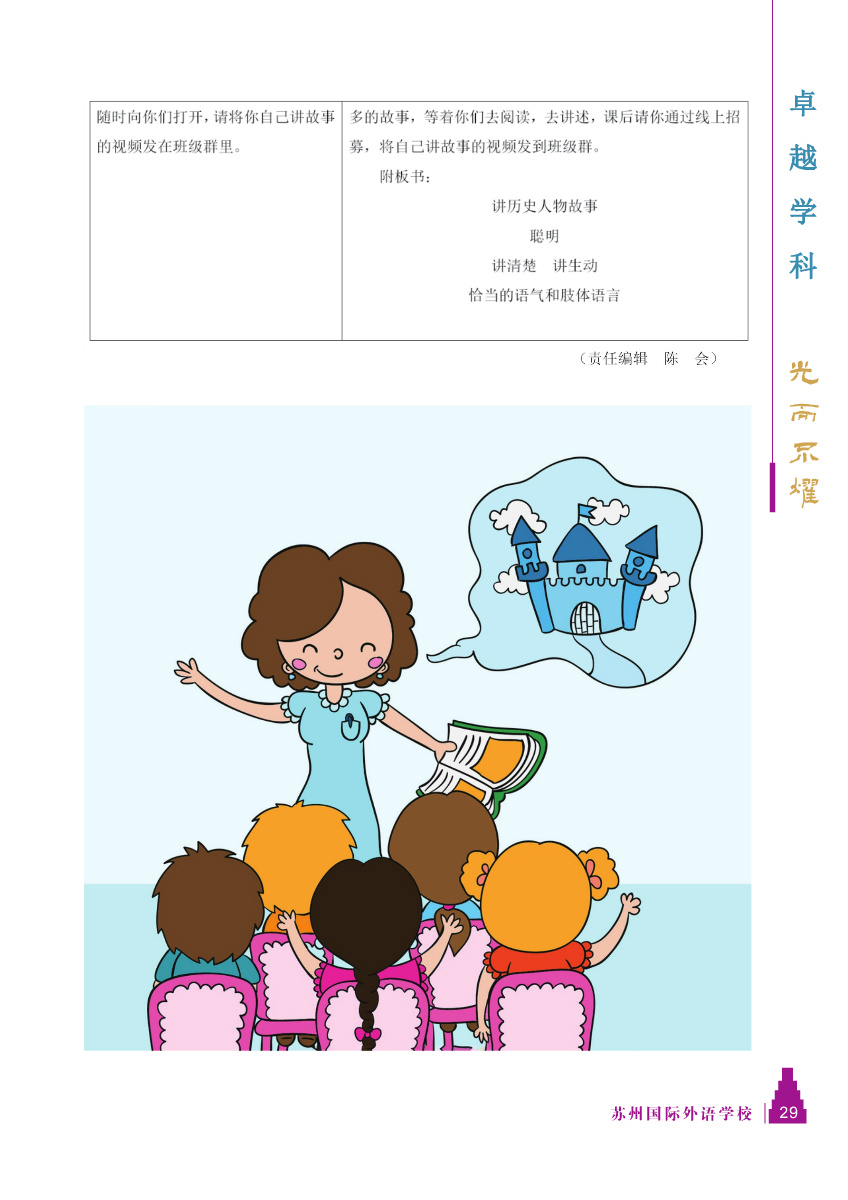 随时向你们打开，请将你自己讲故事
的视频发在班级群里。
多的故事，等着你们去阅读，去讲述，课后请你通过线上招
募，将自己讲故事的视频发到班级群。
附板书：
讲历史人物故事
聪明
讲清楚　讲生动
恰当的语气和肢体语言
（责任编辑　陈　会）
卓越学科
光而不耀
苏州国际外语学校
29